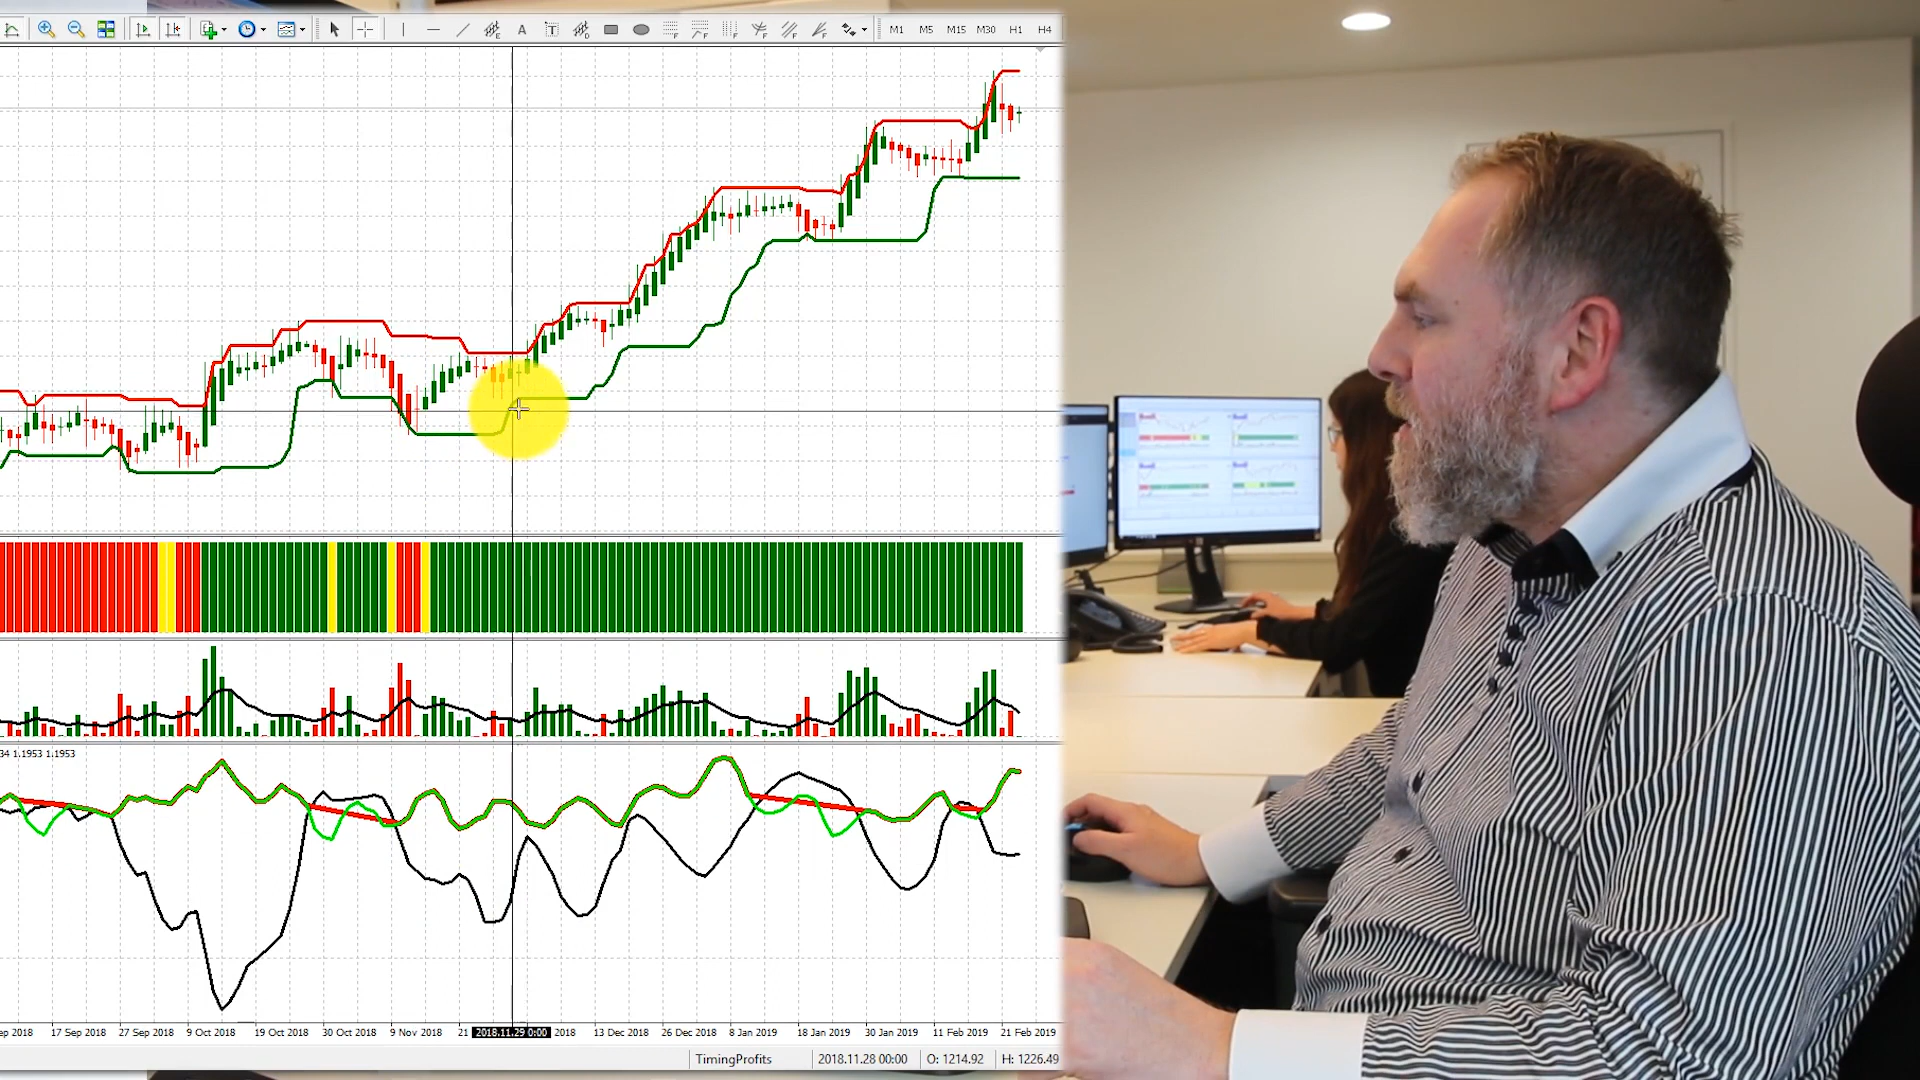 A T
M1 M5 M15 M30 H1 H4
34 1.1953 1.1953
ep 2018 17 Sep 2018 27 Sep 2018 9 Oct 2018 19 Oct 2018 30 Oct 2018 9 Nov 2018 21 2018.11.29 0:00 2018 13 Dec 2018 26 Dec 2018 8 Jan 2019 18 Jan 2019 30 Jan 2019 11 Feb 2019 21 Feb 2019
TimingProfits 2018.11.28 00:00 O: 1214.92 H: 1226.49